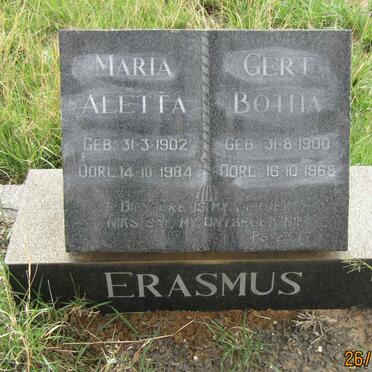 MARIA
ALETTA
GEB. 31-3-1902
OORL. 14-10-1984
GERT
BOTHA
GEB. 31-8-1900
OORL. 16-10-1968
DIE HERE IS MY HERDER
NIKS SAL MY ONTBREEK NIE
PS.
ERASMUS
26/